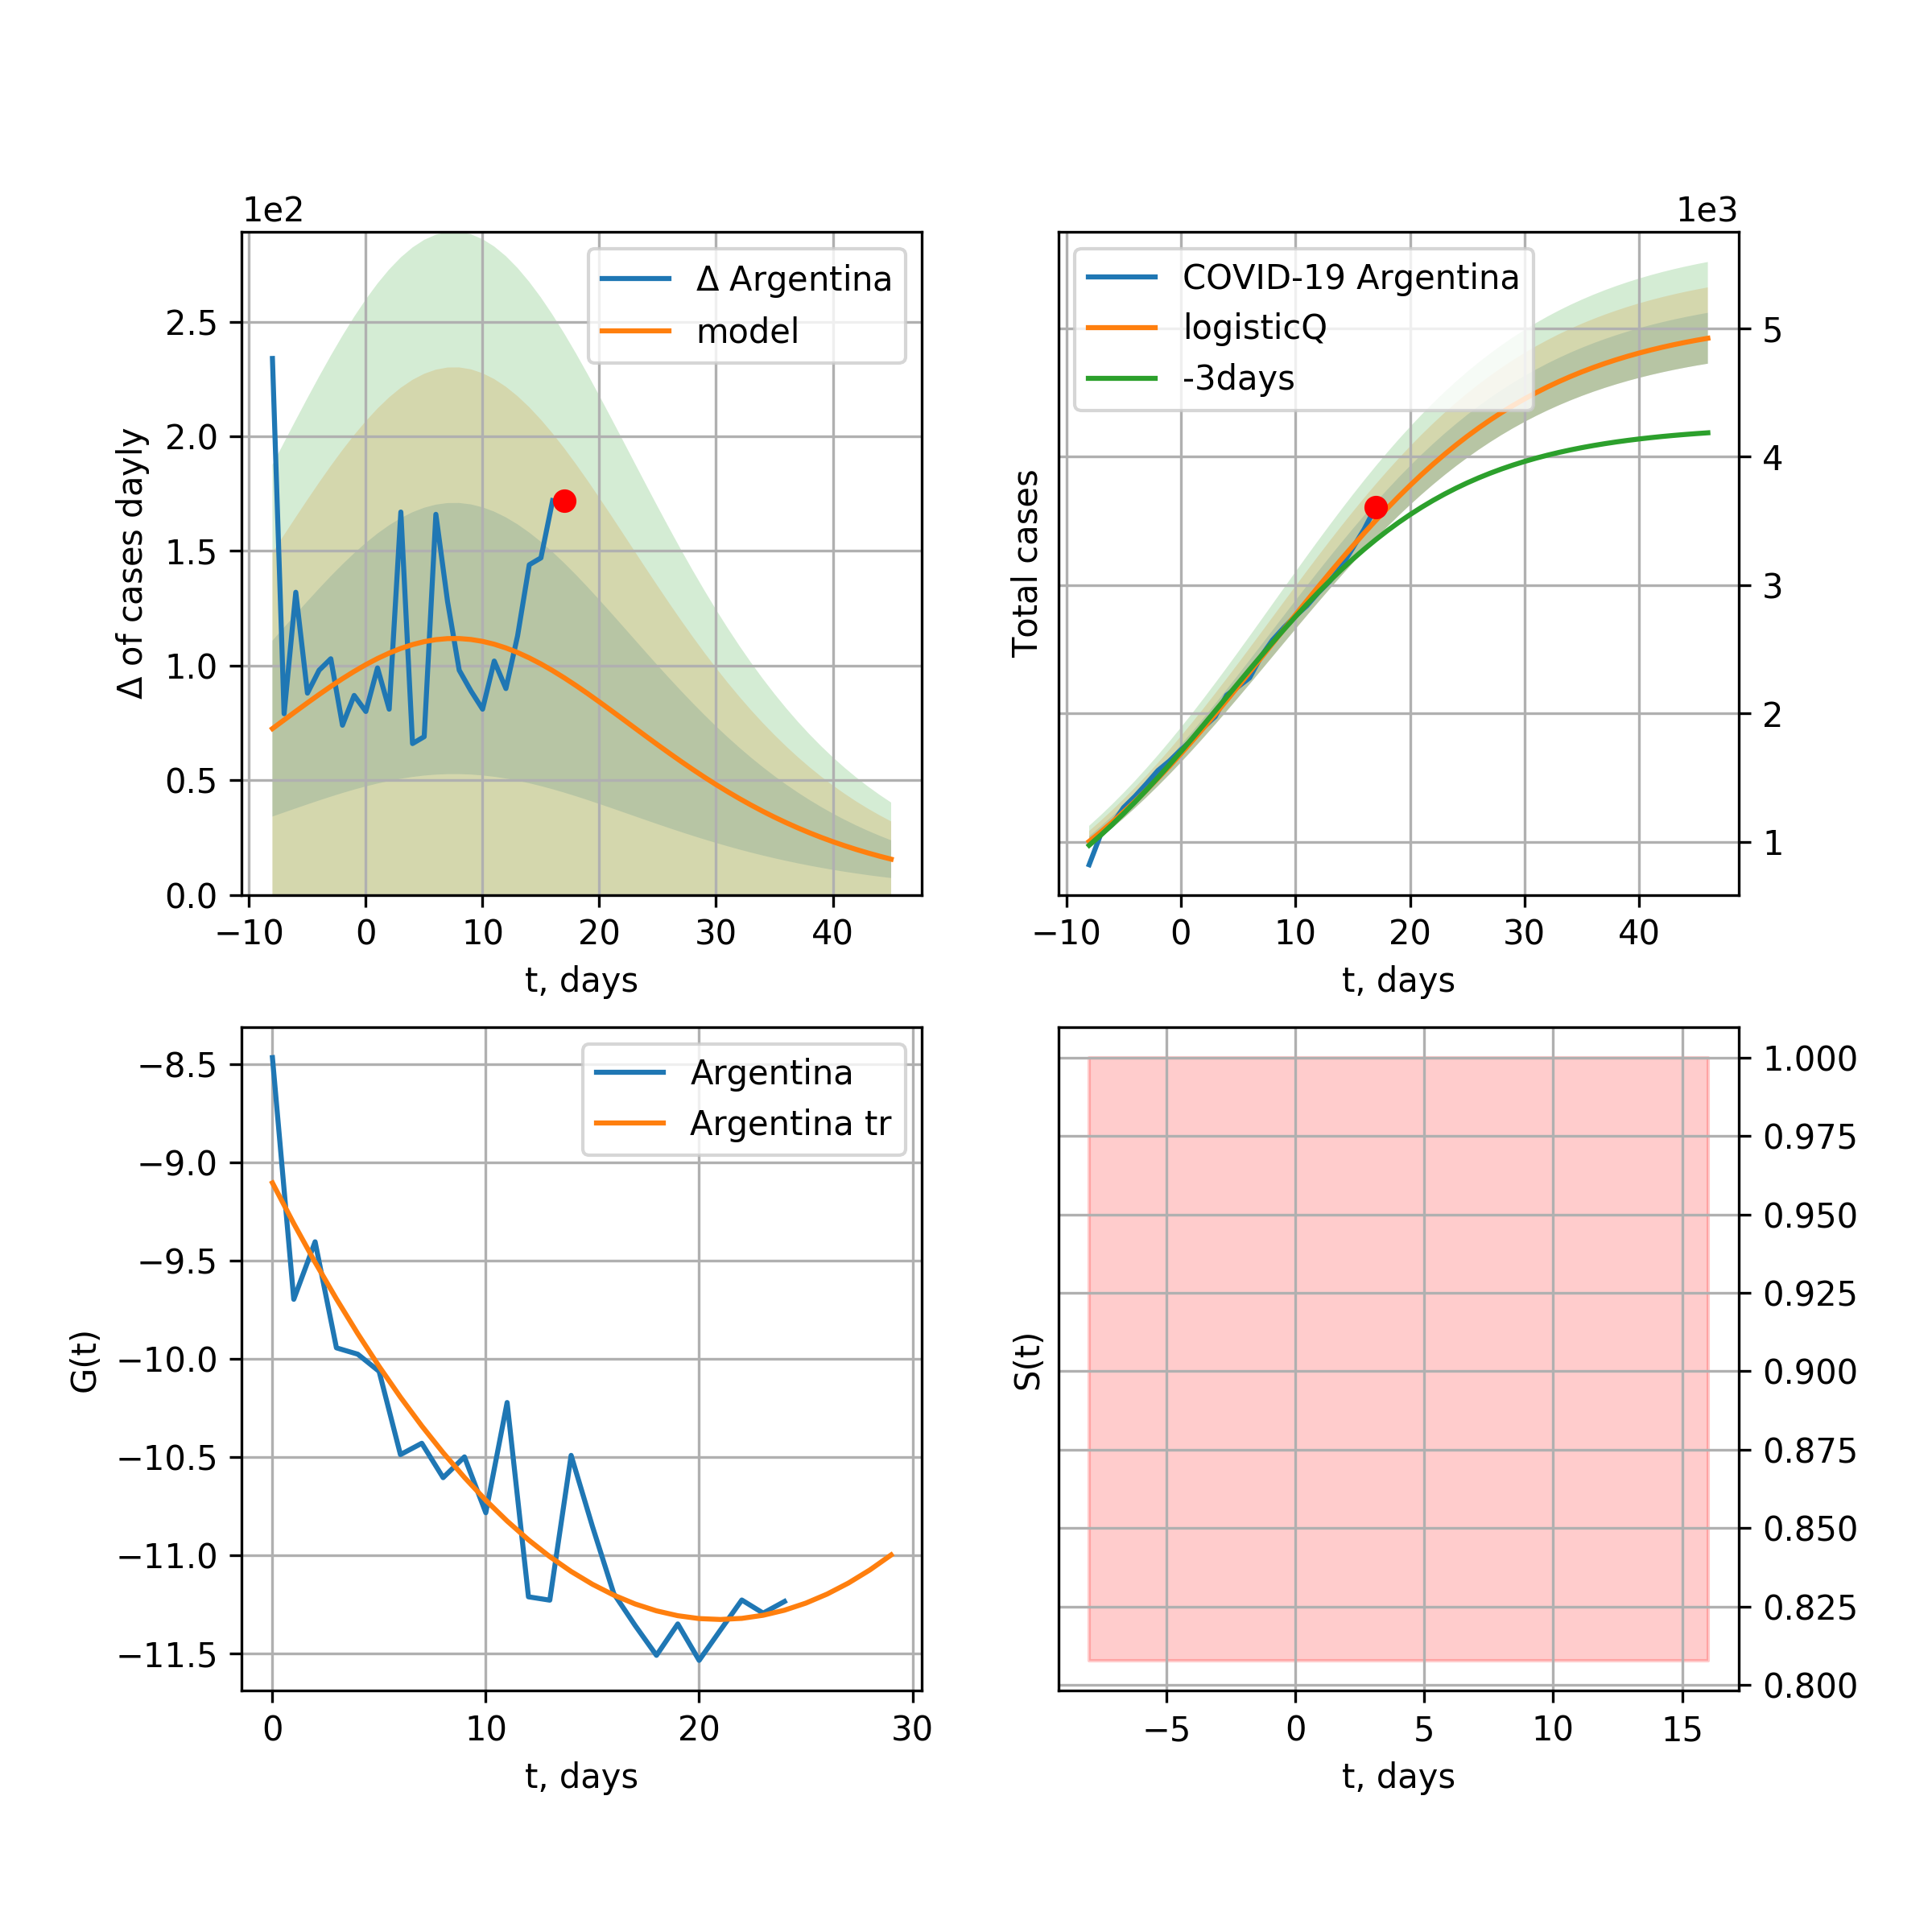 1e2
Δ of cases dayly
2.5
2.0
1.5
1.0
0.5
0.0
−10 0 10 20 30 40
t, days
Δ Argentina
model
1e3
Total cases
5
4
3
2
1
−10 0 10 20 30 40
t, days
COVID-19 Argentina
logisticQ
-3days
G(t)
−8.5
−9.0
−9.5
−10.0
−10.5
−11.0
−11.5
0 10 20 30
t, days
Argentina
Argentina tr
S(t)
1.000
0.975
0.950
0.925
0.900
0.875
0.850
0.825
0.800
−5 0 5 10 15
t, days